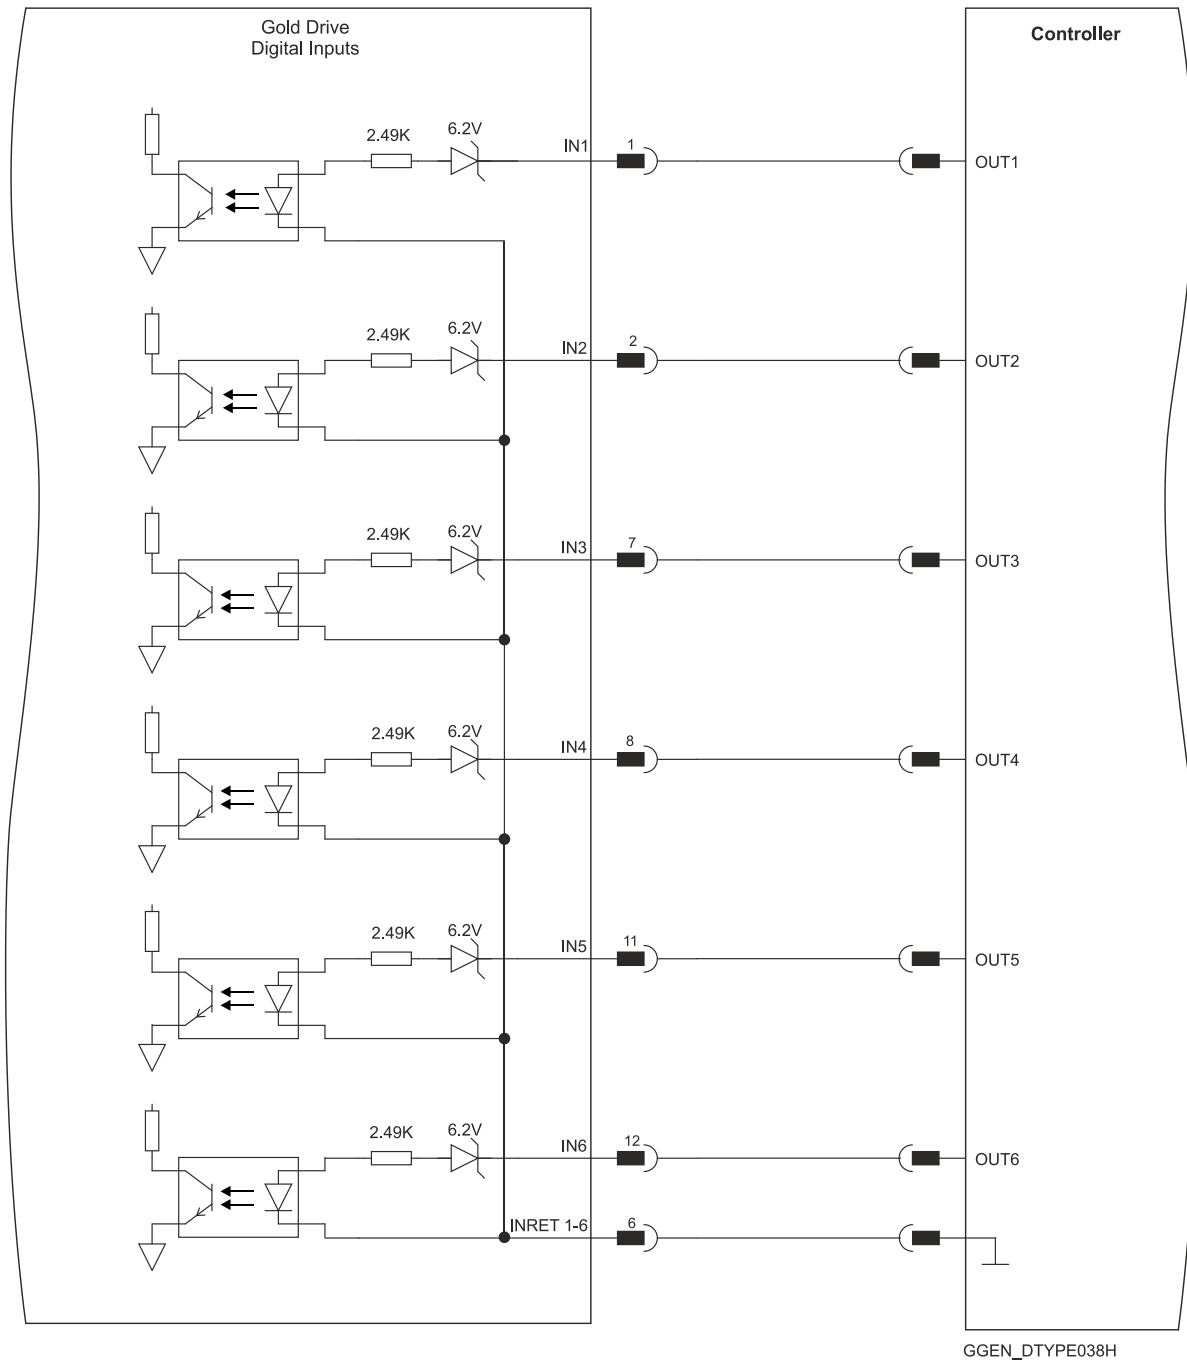 Gold Drive
Digital Inputs
Controller
2.49K
6.2V
IN1
1
OUT1
2.49K
6.2V
IN2
2
OUT2
2.49K
6.2V
IN3
7
OUT3
2.49K
6.2V
IN4
8
OUT4
2.49K
6.2V
IN5
11
OUT5
2.49K
6.2V
IN6
12
OUT6
INRET 1-6
6
GGEN_DTYPE038H